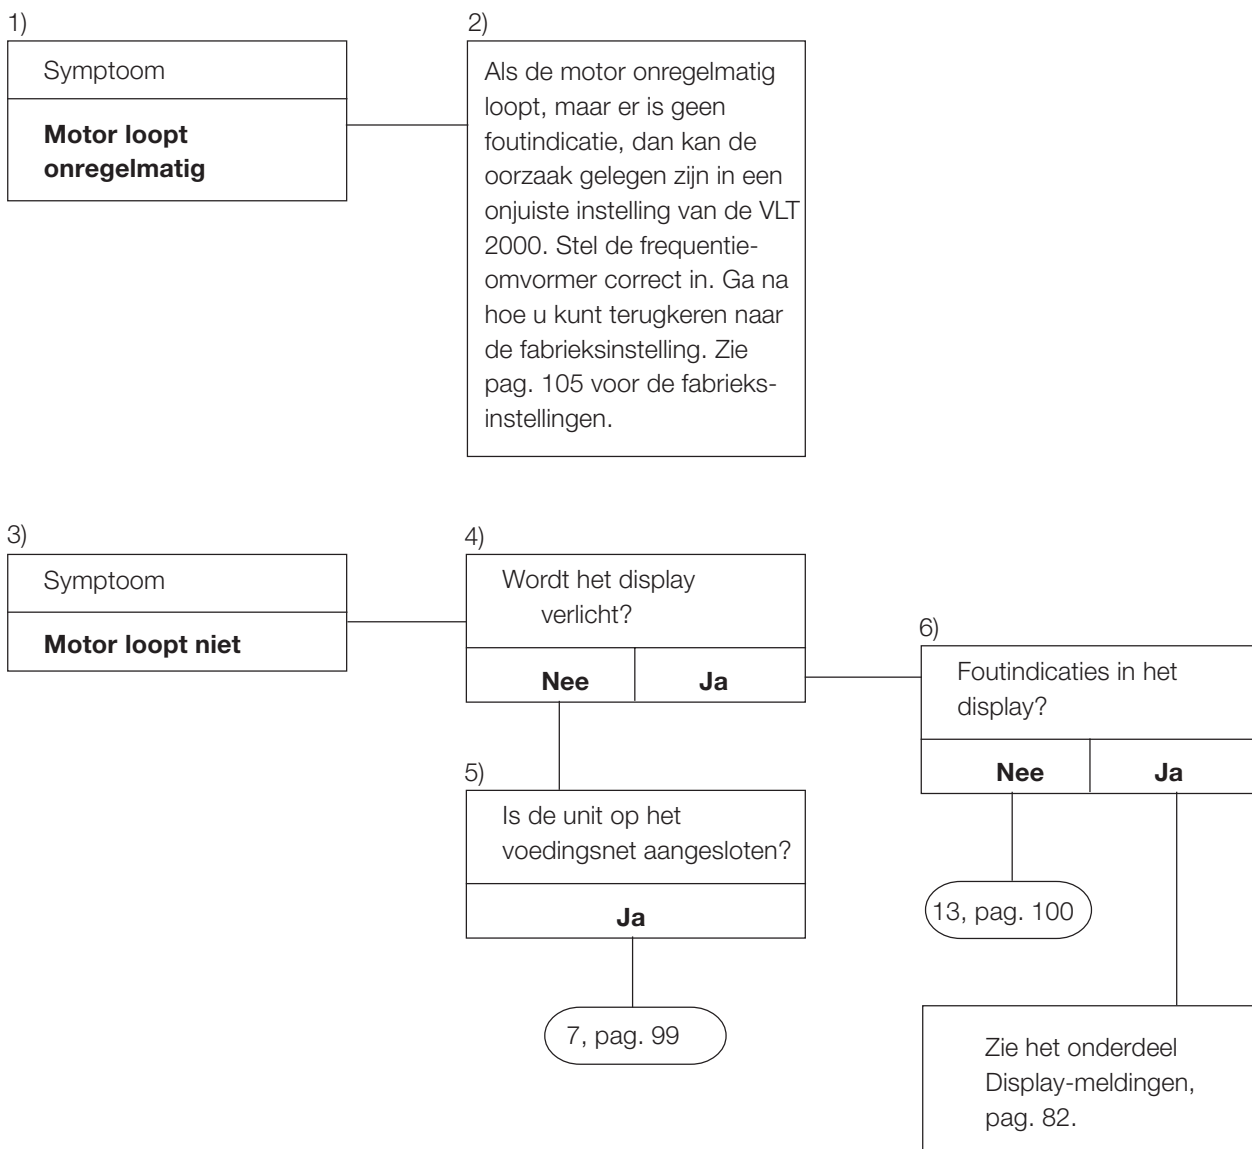 1)
Symptoom
Motor loopt
onregelmatig
2)
Als de motor onregelmatig
loopt, maar er is geen
foutindicatie, dan kan de
oorzaak gelegen zijn in een
onjuiste instelling van de VLT
2000. Stel de frequentie-
omvormer correct in. Ga na
hoe u kunt terugkeren naar
de fabrieksinstelling. Zie
pag. 105 voor de fabrieks-
instellingen.
3)
Symptoom
Motor loopt niet
4)
Wordt het display
verlicht?
Nee
Ja
5)
Is de unit op het
voedingsnet aangesloten?
Ja
7, pag. 99
6)
Foutindicaties in het
display?
Nee
Ja
13, pag. 100
Zie het onderdeel
Display-meldingen,
pag. 82.